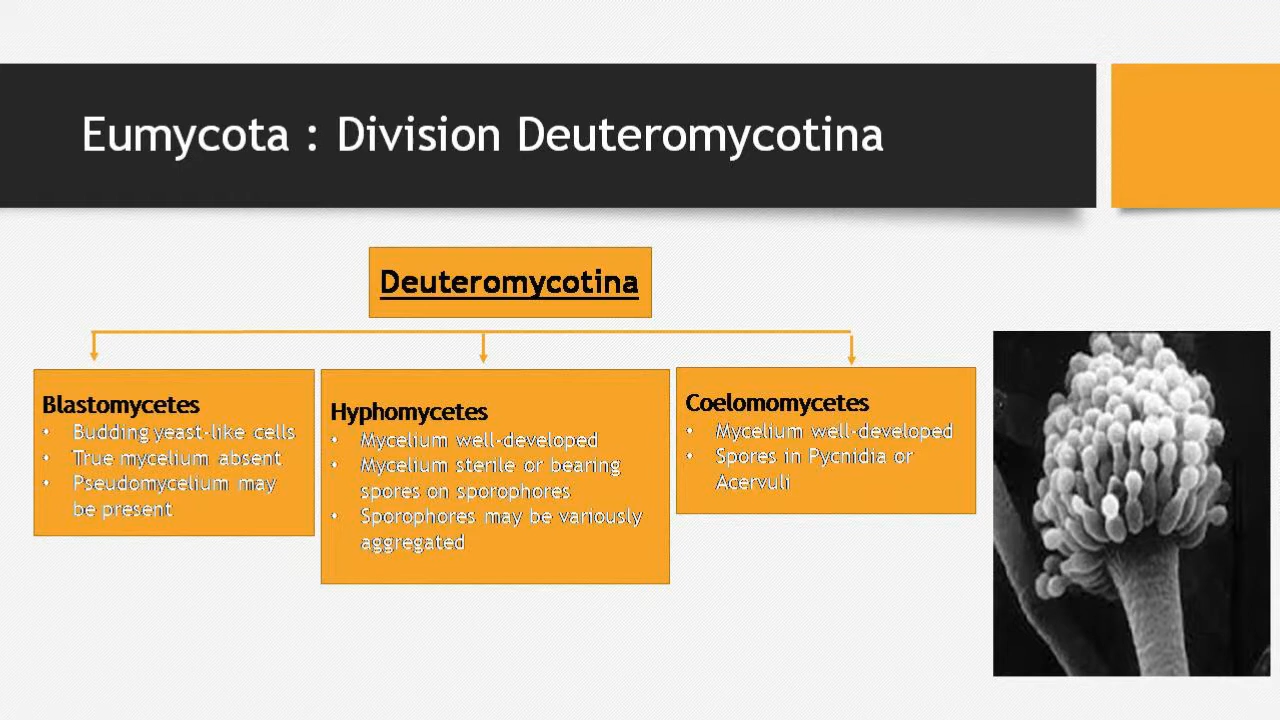 Eumycota : Division Deuteromycotina
Deuteromycotina
Blastomycetes
• Budding yeast-like cells
• True mycelium absent
• Pseudomycelium may
be present
Hyphomycetes
• Mycelium well-developed
• Mycelium sterile or bearing
spores on sporophores
• Sporophores may be variously
aggregated
Coelomomycetes
• Mycelium well-developed
• Spores in Pycnidia or
Acervuli